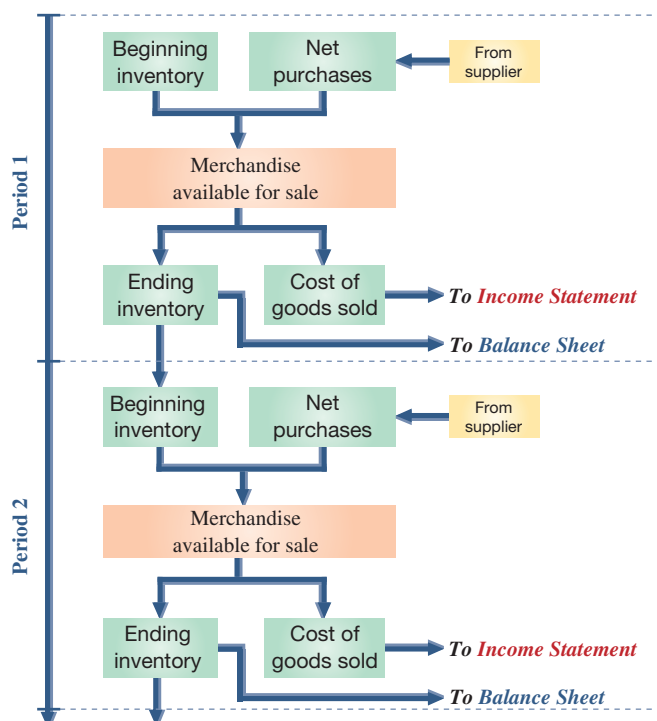 Period 1
Beginning
inventory
Net
purchases
From
supplier
Merchandise
available for sale
Ending
inventory
Cost of
goods sold
To Income Statement
To Balance Sheet
Period 2
Beginning
inventory
Net
purchases
From
supplier
Merchandise
available for sale
Ending
inventory
Cost of
goods sold
To Income Statement
To Balance Sheet